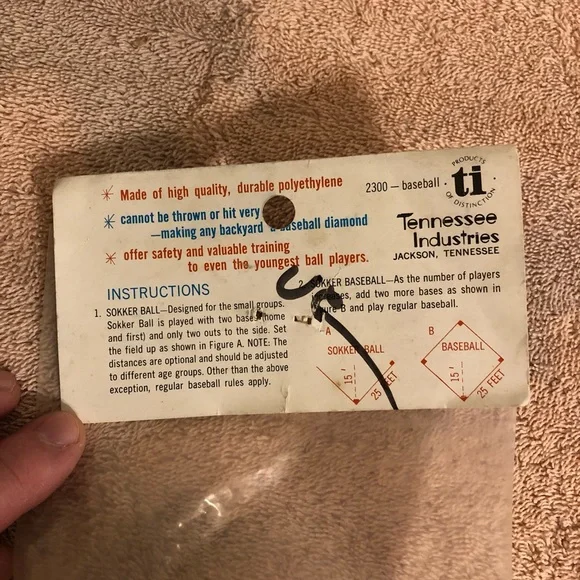 * Made of high quality, durable polyethylene
* cannot be thrown or hit very
—making any backyard a baseball diamond
* offer safety and valuable training
to even the youngest ball players.
2300 — baseball
PRODUCTS
ti
OF DISTINCTION
Tennessee
Industries
JACKSON, TENNESSEE
INSTRUCTIONS
1. SOKKER BALL—Designed for the small groups.
Sokker Ball is played with two bases (home
and first) and only two outs to the side. Set
the field up as shown in Figure A. NOTE: The
distances are optional and should be adjusted
to different age groups. Other than the above
exception, regular baseball rules apply.
2. SOKKER BASEBALL—As the number of players
add two more bases as shown in
Figure B and play regular baseball.
A
SOKKER BALL
15'
25 FEET
B
BASEBALL
15'
25 FEET